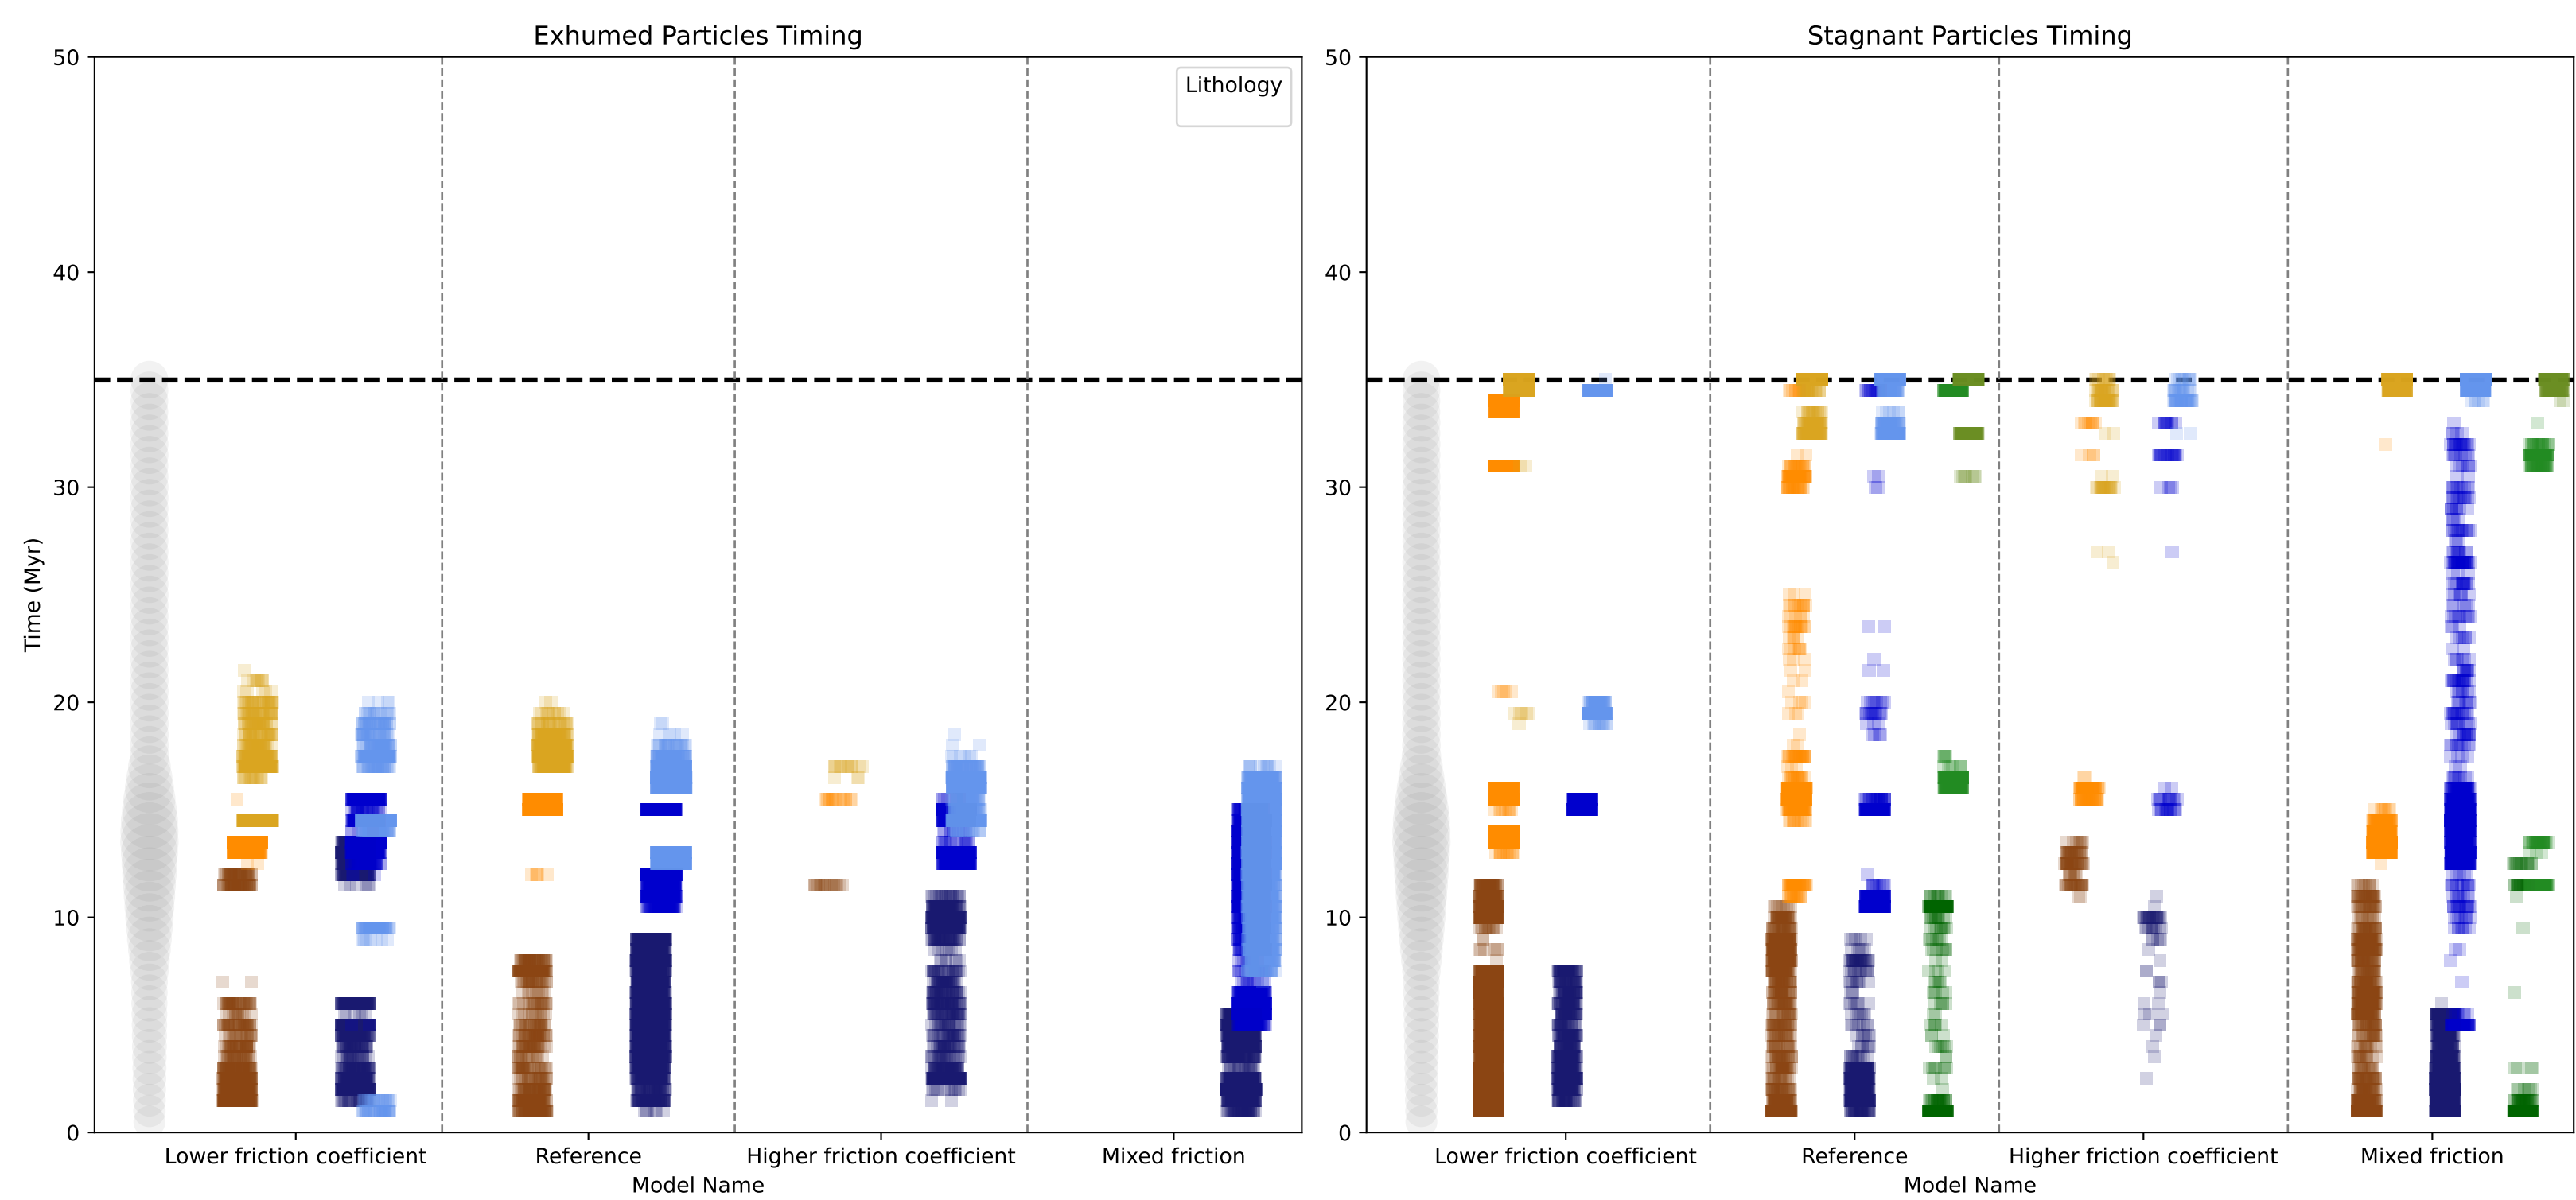 Exhumed Particles Timing
50
40
30
20
10
0
Time (Myr)
Lithology
Lower friction coefficient
Reference
Higher friction coefficient
Mixed friction
Model Name
Stagnant Particles Timing
50
40
30
20
10
0
Lower friction coefficient
Reference
Higher friction coefficient
Mixed friction
Model Name